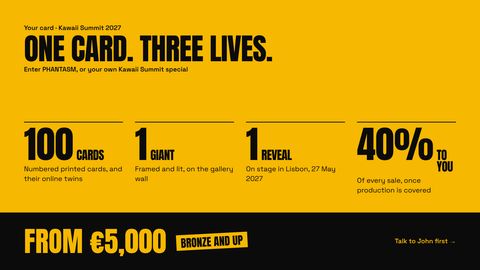 Your card · Kawaii Summit 2027
ONE CARD. THREE LIVES.
Enter PHANTASM, or your own Kawaii Summit special
100 CARDS
Numbered printed cards, and
their online twins
1 GIANT
Framed and lit, on the gallery
wall
1 REVEAL
On stage in Lisbon, 27 May
2027
40% TO
YOU
Of every sale, once
production is covered
FROM €5,000
BRONZE AND UP
Talk to John first →